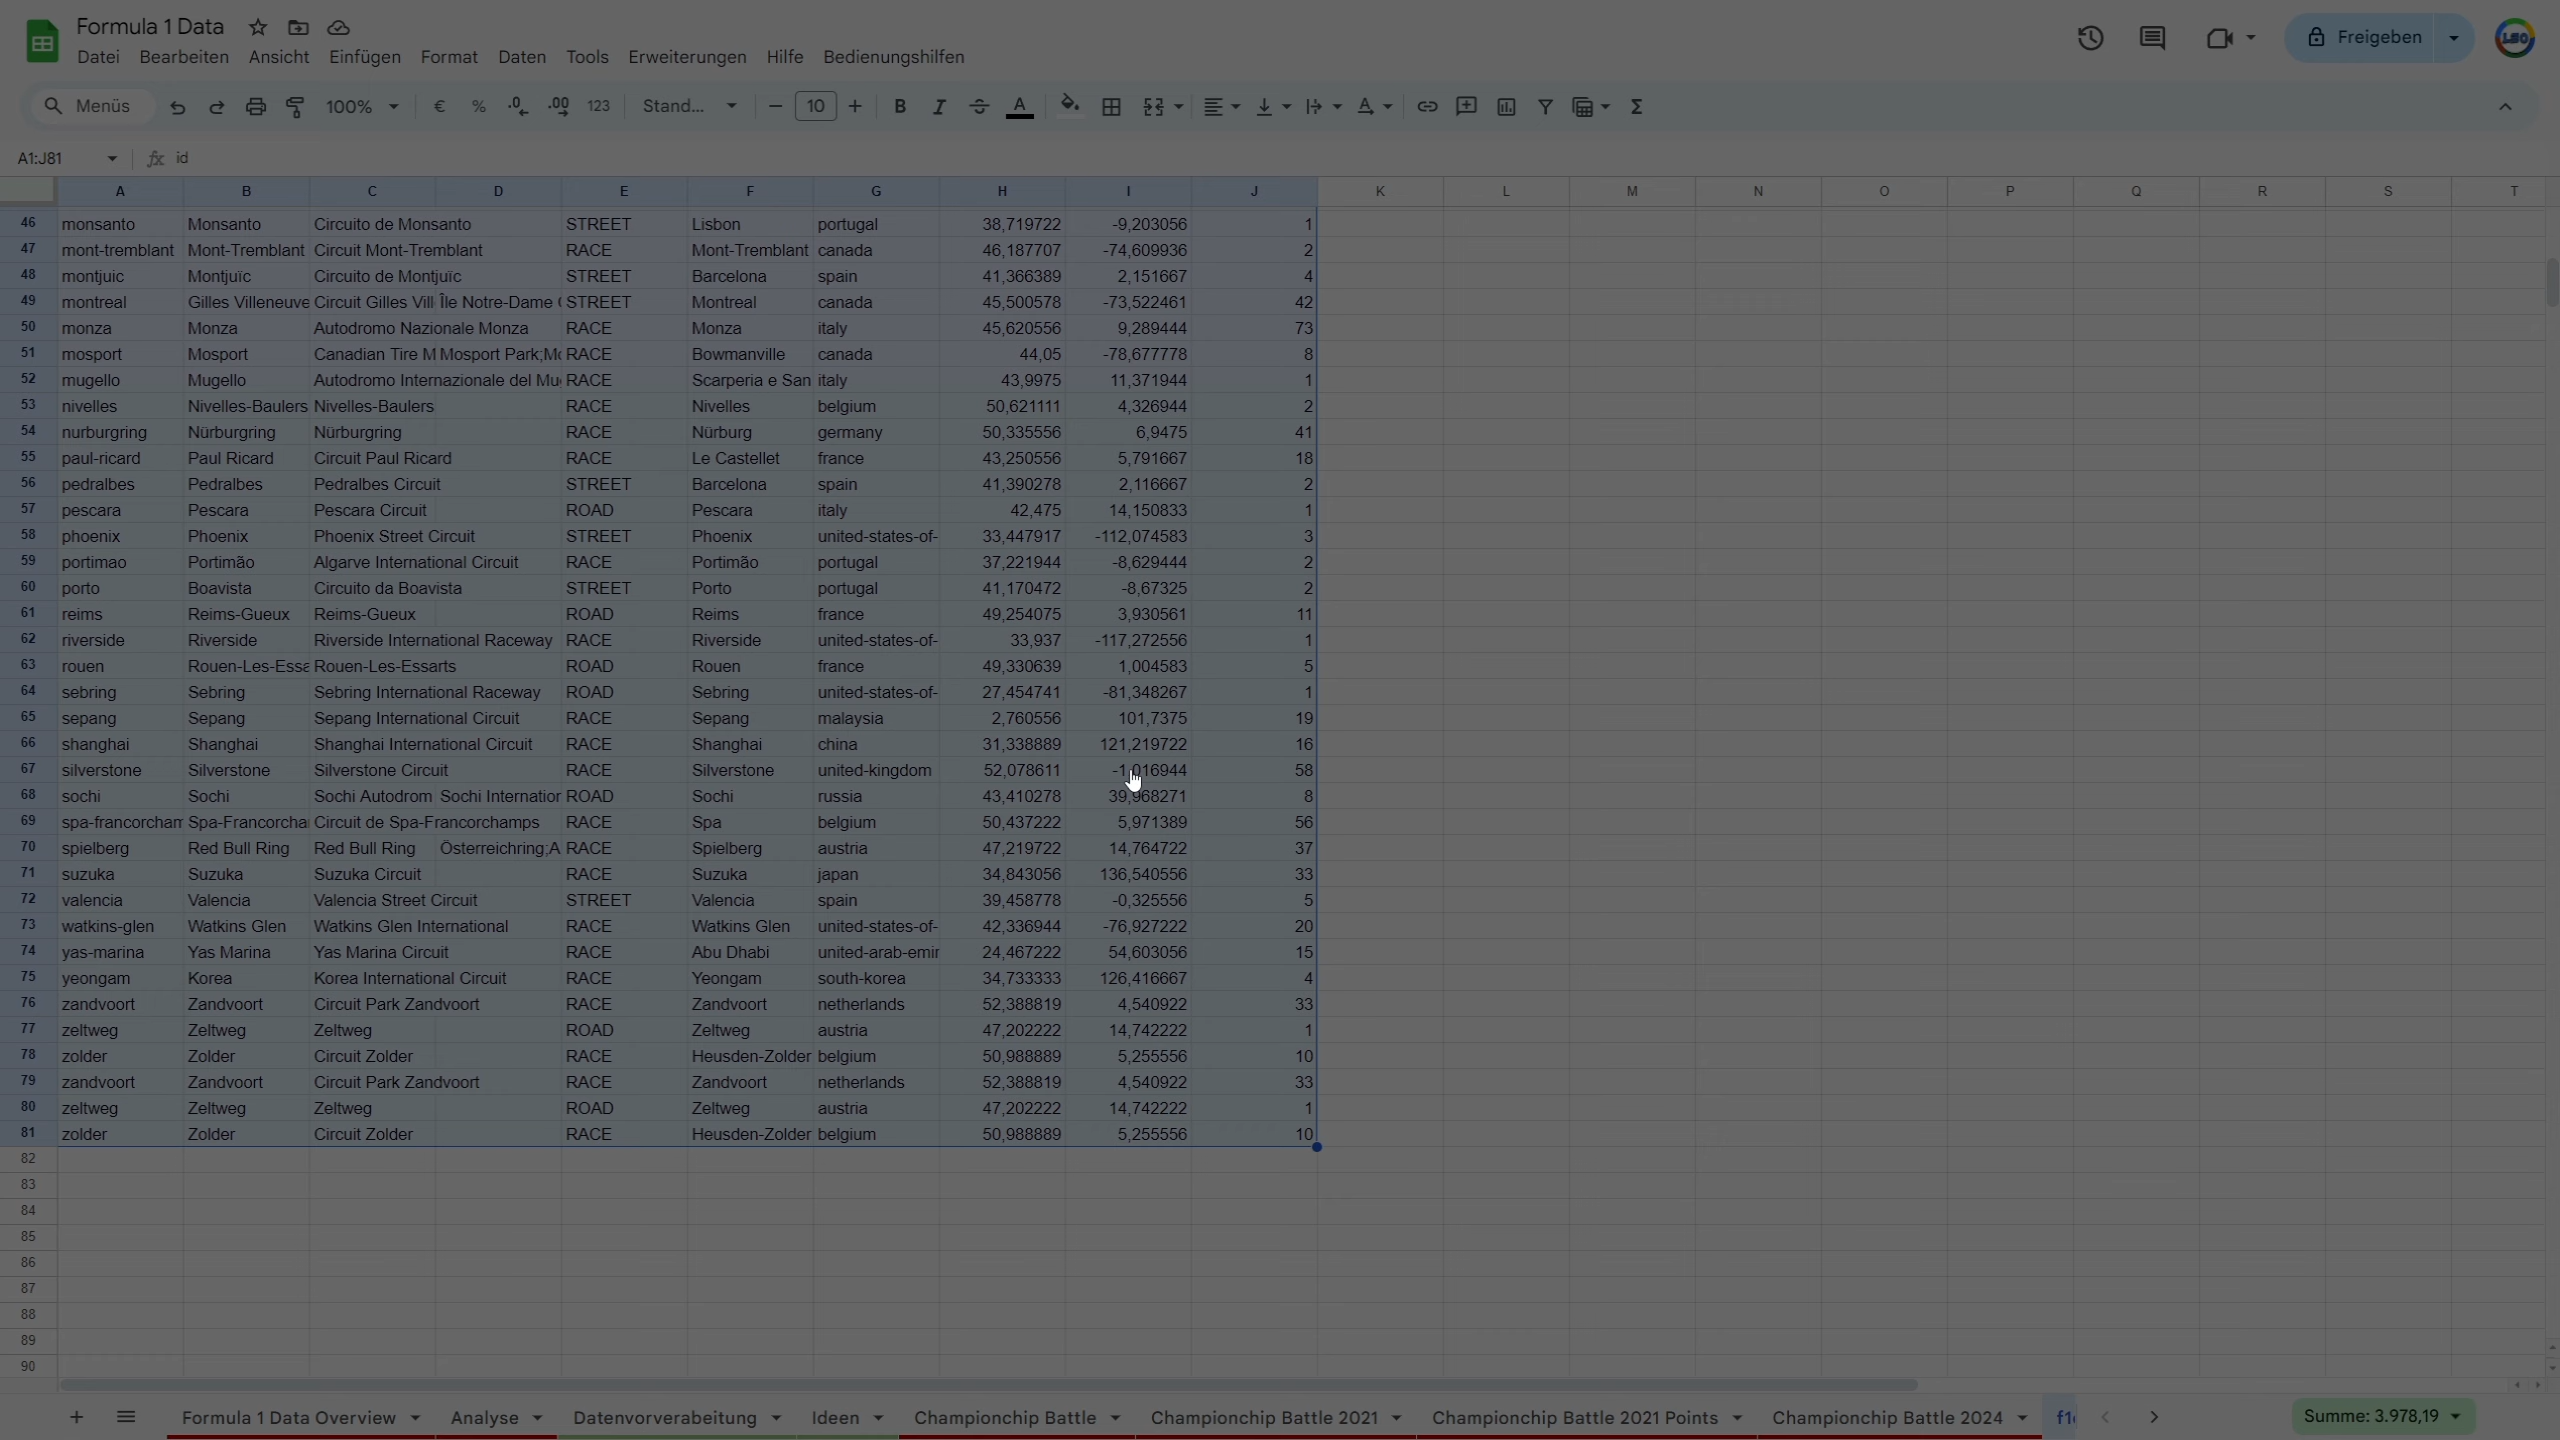 Formula 1 Data
Datei Bearbeiten Ansicht Einfügen Format Daten Tools Erweiterungen Hilfe Bedienungshilfen
Freigeben
Menüs 100% € % .0 .00 123 Stand... 10 B I A Σ
A1:J81 fx id
A B C D E F G H I J K L M N O P Q R S T
46 monsanto Monsanto Circuito de Monsanto STREET Lisbon portugal 38,719722 -9,203056 1
47 mont-tremblant Mont-Tremblant Circuit Mont-Tremblant RACE Mont-Tremblant canada 46,187707 -74,609936 2
48 montjuic Montjuïc Circuito de Montjuïc STREET Barcelona spain 41,366389 2,151667 4
49 montreal Gilles Villeneuve Circuit Gilles Vill Île Notre-Dame STREET Montreal canada 45,500578 -73,522461 42
50 monza Monza Autodromo Nazionale Monza RACE Monza italy 45,620556 9,289444 73
51 mosport Mosport Canadian Tire M Mosport Park;Mo RACE Bowmanville canada 44,05 -78,677778 8
52 mugello Mugello Autodromo Internazionale del Mu RACE Scarperia e San italy 43,9975 11,371944 1
53 nivelles Nivelles-Baulers Nivelles-Baulers RACE Nivelles belgium 50,621111 4,326944 2
54 nurburgring Nürburgring Nürburgring RACE Nürburg germany 50,335556 6,9475 41
55 paul-ricard Paul Ricard Circuit Paul Ricard RACE Le Castellet france 43,250556 5,791667 18
56 pedralbes Pedralbes Pedralbes Circuit STREET Barcelona spain 41,390278 2,116667 2
57 pescara Pescara Pescara Circuit ROAD Pescara italy 42,475 14,150833 1
58 phoenix Phoenix Phoenix Street Circuit STREET Phoenix united-states-of- 33,447917 -112,074583 3
59 portimao Portimão Algarve International Circuit RACE Portimão portugal 37,221944 -8,629444 2
60 porto Boavista Circuito da Boavista STREET Porto portugal 41,170472 -8,67325 2
61 reims Reims-Gueux Reims-Gueux ROAD Reims france 49,254075 3,930561 11
62 riverside Riverside Riverside International Raceway RACE Riverside united-states-of- 33,937 -117,272556 1
63 rouen Rouen-Les-Essa Rouen-Les-Essarts ROAD Rouen france 49,330639 1,004583 5
64 sebring Sebring Sebring International Raceway ROAD Sebring united-states-of- 27,454741 -81,348267 1
65 sepang Sepang Sepang International Circuit RACE Sepang malaysia 2,760556 101,7375 19
66 shanghai Shanghai Shanghai International Circuit RACE Shanghai china 31,338889 121,219722 16
67 silverstone Silverstone Silverstone Circuit RACE Silverstone united-kingdom 52,078611 -1,016944 58
68 sochi Sochi Sochi Autodrom Sochi Internation ROAD Sochi russia 43,410278 39,968271 8
69 spa-francorcham Spa-Francorcha Circuit de Spa-Francorchamps RACE Spa belgium 50,437222 5,971389 56
70 spielberg Red Bull Ring Red Bull Ring Österreichring;A RACE Spielberg austria 47,219722 14,764722 37
71 suzuka Suzuka Suzuka Circuit RACE Suzuka japan 34,843056 136,540556 33
72 valencia Valencia Valencia Street Circuit STREET Valencia spain 39,458778 -0,325556 5
73 watkins-glen Watkins Glen Watkins Glen International RACE Watkins Glen united-states-of- 42,336944 -76,927222 20
74 yas-marina Yas Marina Yas Marina Circuit RACE Abu Dhabi united-arab-emir 24,467222 54,603056 15
75 yeongam Korea Korea International Circuit RACE Yeongam south-korea 34,733333 126,416667 4
76 zandvoort Zandvoort Circuit Park Zandvoort RACE Zandvoort netherlands 52,388819 4,540922 33
77 zeltweg Zeltweg Zeltweg ROAD Zeltweg austria 47,202222 14,742222 1
78 zolder Zolder Circuit Zolder RACE Heusden-Zolder belgium 50,988889 5,255556 10
79 zandvoort Zandvoort Circuit Park Zandvoort RACE Zandvoort netherlands 52,388819 4,540922 33
80 zeltweg Zeltweg Zeltweg ROAD Zeltweg austria 47,202222 14,742222 1
81 zolder Zolder Circuit Zolder RACE Heusden-Zolder belgium 50,988889 5,255556 10
82
83
84
85
86
87
88
89
90
Formula 1 Data Overview Analyse Datenvorverabeitung Ideen Championchip Battle Championchip Battle 2021 Championchip Battle 2021 Points Championchip Battle 2024 Summe: 3.978,19